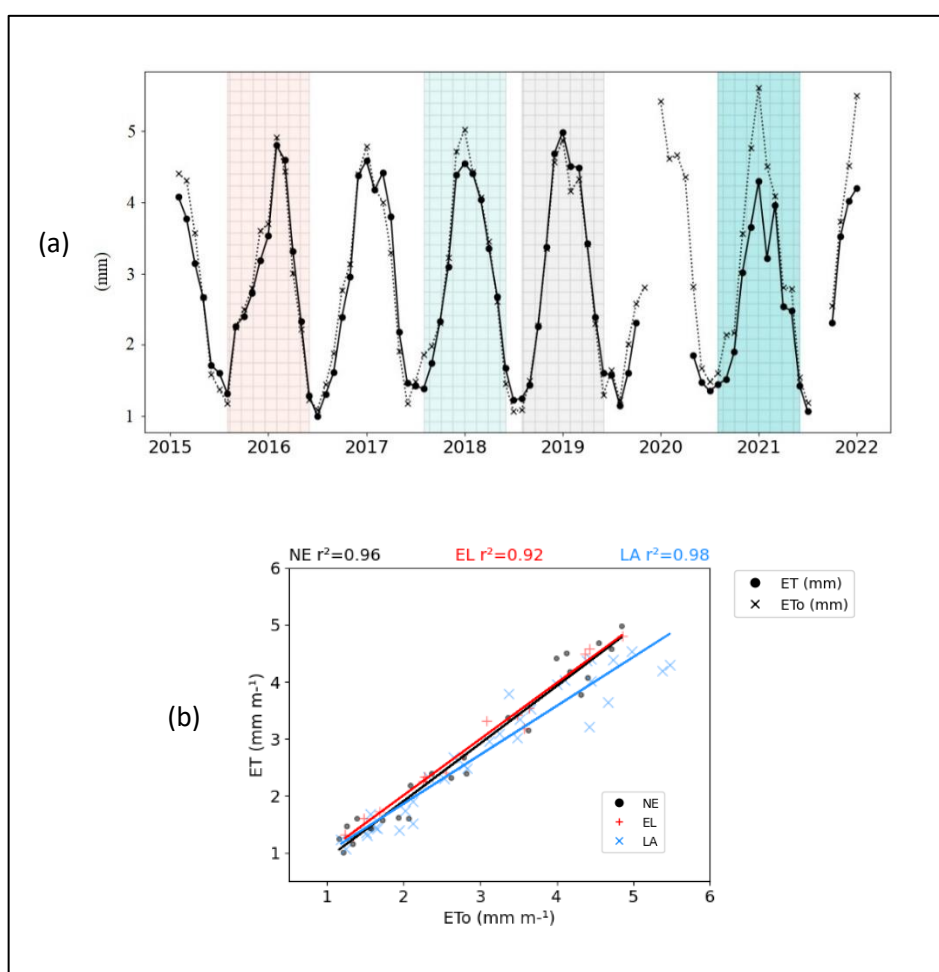 (a)
(mm)
5
4
3
2
1
2015 2016 2017 2018 2019 2020 2021 2022
NE r²=0.96 EL r²=0.92 LA r²=0.98
ET (mm)
ETo (mm)
(b)
ET (mm m⁻¹)
6
5
4
3
2
1
NE
EL
LA
1 2 3 4 5 6
ETo (mm m⁻¹)